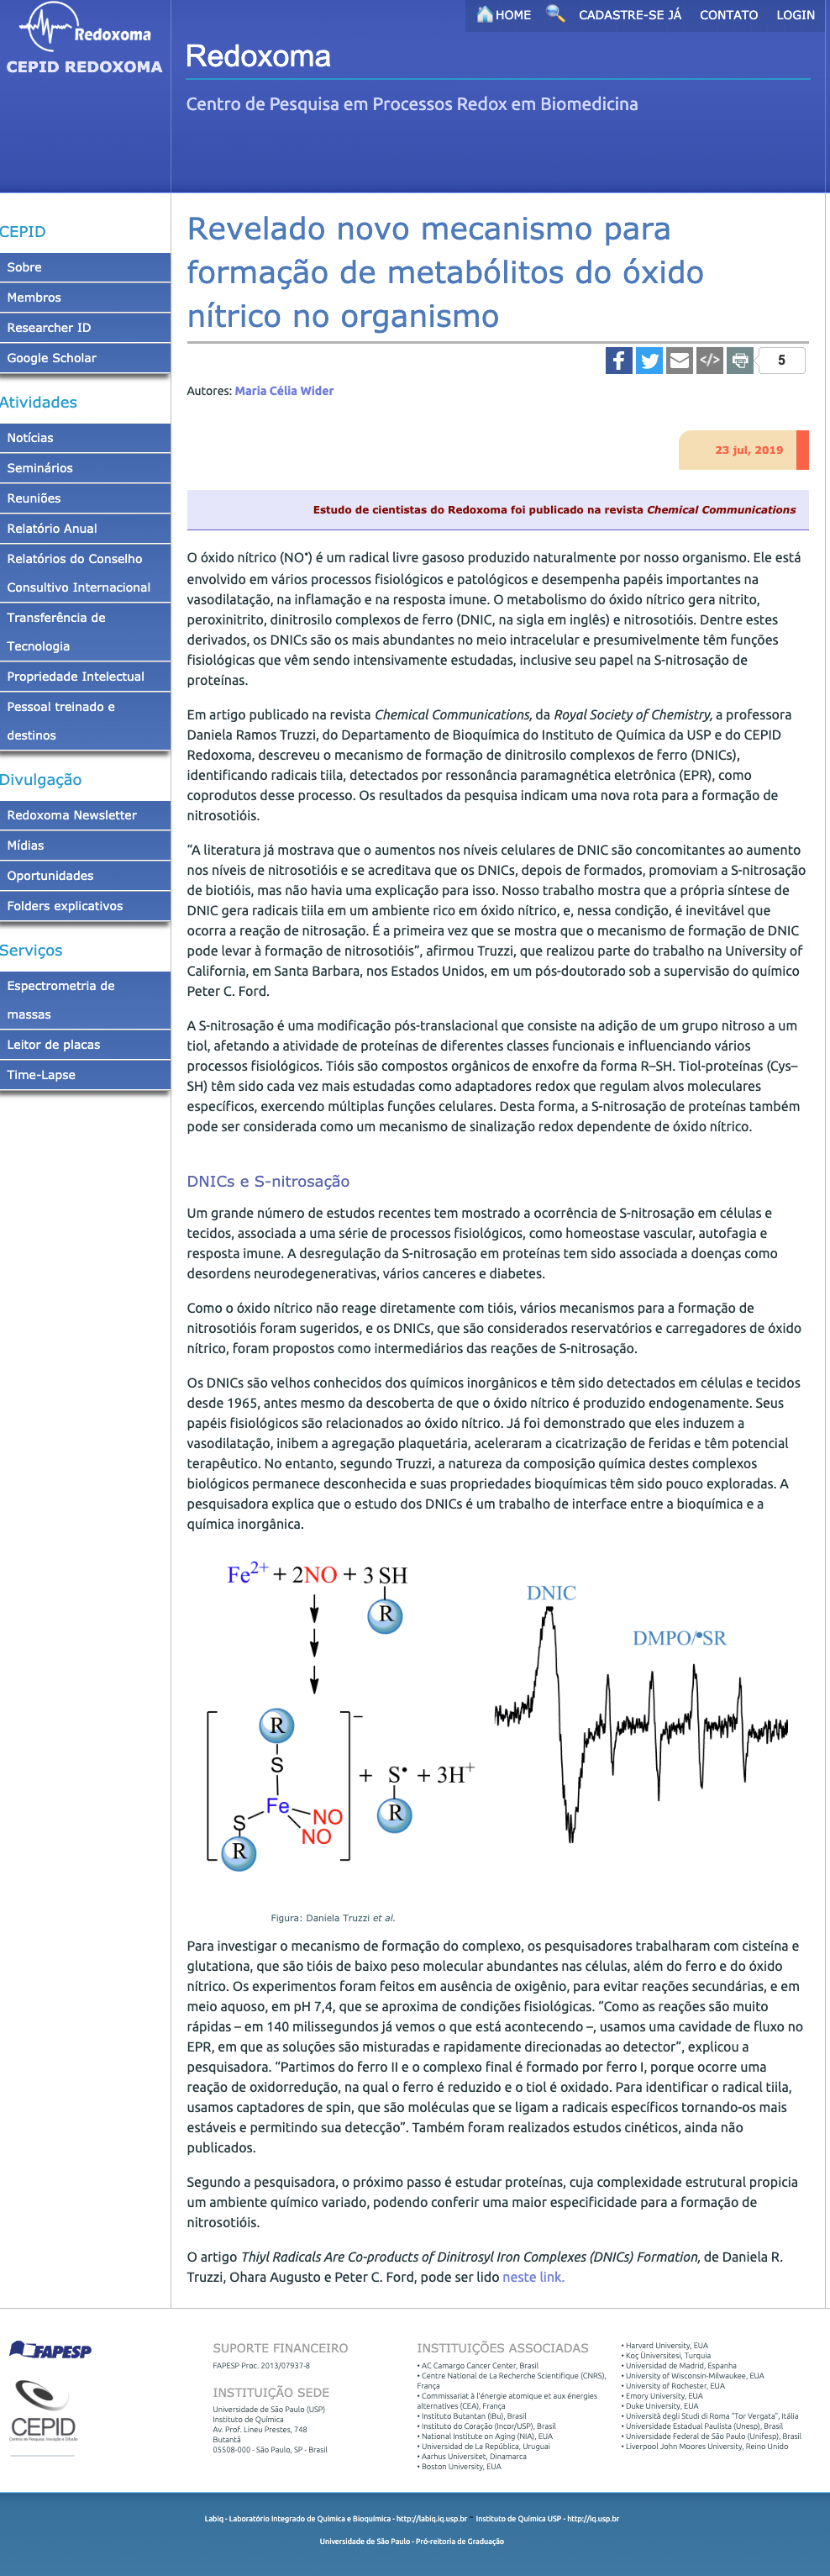 HOME
CADASTRE-SE JÁ
CONTATO
LOGIN
Redoxoma
CEPID REDOXOMA
Redoxoma
Centro de Pesquisa em Processos Redox em Biomedicina
CEPID
Sobre
Membros
Researcher ID
Google Scholar
Atividades
Notícias
Seminários
Reuniões
Relatório Anual
Relatórios do Conselho
Consultivo Internacional
Transferência de
Tecnologia
Propriedade Intelectual
Pessoal treinado e
destinos
Divulgação
Redoxoma Newsletter
Mídias
Oportunidades
Folders explicativos
Serviços
Espectrometria de
massas
Leitor de placas
Time-Lapse
Revelado novo mecanismo para
formação de metabólitos do óxido
nítrico no organismo
5
Autores: Maria Célia Wider
23 jul, 2019
Estudo de cientistas do Redoxoma foi publicado na revista Chemical Communications
O óxido nítrico (NO•) é um radical livre gasoso produzido naturalmente por nosso organismo. Ele está
envolvido em vários processos fisiológicos e patológicos e desempenha papéis importantes na
vasodilatação, na inflamação e na resposta imune. O metabolismo do óxido nítrico gera nitrito,
peroxinitrito, dinitrosilo complexos de ferro (DNIC, na sigla em inglês) e nitrosotióis. Dentre estes
derivados, os DNICs são os mais abundantes no meio intracelular e presumivelmente têm funções
fisiológicas que vêm sendo intensivamente estudadas, inclusive seu papel na S-nitrosação de
proteínas.
Em artigo publicado na revista Chemical Communications, da Royal Society of Chemistry, a professora
Daniela Ramos Truzzi, do Departamento de Bioquímica do Instituto de Química da USP e do CEPID
Redoxoma, descreveu o mecanismo de formação de dinitrosilo complexos de ferro (DNICs),
identificando radicais tiila, detectados por ressonância paramagnética eletrônica (EPR), como
coprodutos desse processo. Os resultados da pesquisa indicam uma nova rota para a formação de
nitrosotióis.
“A literatura já mostrava que o aumentos nos níveis celulares de DNIC são concomitantes ao aumento
nos níveis de nitrosotióis e se acreditava que os DNICs, depois de formados, promoviam a S-nitrosação
de biotióis, mas não havia uma explicação para isso. Nosso trabalho mostra que a própria síntese de
DNIC gera radicais tiila em um ambiente rico em óxido nítrico, e, nessa condição, é inevitável que
ocorra a reação de nitrosação. É a primeira vez que se mostra que o mecanismo de formação de DNIC
pode levar à formação de nitrosotióis”, afirmou Truzzi, que realizou parte do trabalho na University of
California, em Santa Barbara, nos Estados Unidos, em um pós-doutorado sob a supervisão do químico
Peter C. Ford.
A S-nitrosação é uma modificação pós-translacional que consiste na adição de um grupo nitroso a um
tiol, afetando a atividade de proteínas de diferentes classes funcionais e influenciando vários
processos fisiológicos. Tióis são compostos orgânicos de enxofre da forma R–SH. Tiol-proteínas (Cys–
SH) têm sido cada vez mais estudadas como adaptadores redox que regulam alvos moleculares
específicos, exercendo múltiplas funções celulares. Desta forma, a S-nitrosação de proteínas também
pode ser considerada como um mecanismo de sinalização redox dependente de óxido nítrico.
DNICs e S-nitrosação
Um grande número de estudos recentes tem mostrado a ocorrência de S-nitrosação em células e
tecidos, associada a uma série de processos fisiológicos, como homeostase vascular, autofagia e
resposta imune. A desregulação da S-nitrosação em proteínas tem sido associada a doenças como
desordens neurodegenerativas, vários canceres e diabetes.
Como o óxido nítrico não reage diretamente com tióis, vários mecanismos para a formação de
nitrosotióis foram sugeridos, e os DNICs, que são considerados reservatórios e carregadores de óxido
nítrico, foram propostos como intermediários das reações de S-nitrosação.
Os DNICs são velhos conhecidos dos químicos inorgânicos e têm sido detectados em células e tecidos
desde 1965, antes mesmo da descoberta de que o óxido nítrico é produzido endogenamente. Seus
papéis fisiológicos são relacionados ao óxido nítrico. Já foi demonstrado que eles induzem a
vasodilatação, inibem a agregação plaquetária, aceleraram a cicatrização de feridas e têm potencial
terapêutico. No entanto, segundo Truzzi, a natureza da composição química destes complexos
biológicos permanece desconhecida e suas propriedades bioquímicas têm sido pouco exploradas. A
pesquisadora explica que o estudo dos DNICs é um trabalho de interface entre a bioquímica e a
química inorgânica.
Fe2+ + 2NO + 3 SH
R
DNIC
DMPO/•SR
R
S
Fe
NO
NO
S
R
−
+ S• + 3H+
R
Figura: Daniela Truzzi et al.
Para investigar o mecanismo de formação do complexo, os pesquisadores trabalharam com cisteína e
glutationa, que são tióis de baixo peso molecular abundantes nas células, além do ferro e do óxido
nítrico. Os experimentos foram feitos em ausência de oxigênio, para evitar reações secundárias, e em
meio aquoso, em pH 7,4, que se aproxima de condições fisiológicas. “Como as reações são muito
rápidas – em 140 milissegundos já vemos o que está acontecendo –, usamos uma cavidade de fluxo no
EPR, em que as soluções são misturadas e rapidamente direcionadas ao detector”, explicou a
pesquisadora. “Partimos do ferro II e o complexo final é formado por ferro I, porque ocorre uma
reação de oxidorredução, na qual o ferro é reduzido e o tiol é oxidado. Para identificar o radical tiila,
usamos captadores de spin, que são moléculas que se ligam a radicais específicos tornando-os mais
estáveis e permitindo sua detecção”. Também foram realizados estudos cinéticos, ainda não
publicados.
Segundo a pesquisadora, o próximo passo é estudar proteínas, cuja complexidade estrutural propicia
um ambiente químico variado, podendo conferir uma maior especificidade para a formação de
nitrosotióis.
O artigo Thiyl Radicals Are Co-products of Dinitrosyl Iron Complexes (DNICs) Formation, de Daniela R.
Truzzi, Ohara Augusto e Peter C. Ford, pode ser lido neste link.
FAPESP
CEPID
SUPORTE FINANCEIRO
FAPESP Proc. 2013/07937-8
INSTITUIÇÃO SEDE
Universidade de São Paulo (USP)
Instituto de Química
Av. Prof. Lineu Prestes, 748
Butantã
05508-000 - São Paulo, SP - Brasil
INSTITUIÇÕES ASSOCIADAS
• AC Camargo Cancer Center, Brasil
• Centre National de La Recherche Scientifique (CNRS),
França
• Commissariat à l'énergie atomique et aux énergies
alternatives (CEA), França
• Instituto Butantan (IBu), Brasil
• Instituto do Coração (Incor/USP), Brasil
• National Institute on Aging (NIA), EUA
• Universidad de La República, Uruguai
• Aarhus Universitet, Dinamarca
• Boston University, EUA
• Harvard University, EUA
• Koç Üniversitesi, Turquia
• Universidad de Madrid, Espanha
• University of Wisconsin-Milwaukee, EUA
• University of Rochester, EUA
• Emory University, EUA
• Duke University, EUA
• Università degli Studi di Roma "Tor Vergata", Itália
• Universidade Estadual Paulista (Unesp), Brasil
• Universidade Federal de São Paulo (Unifesp), Brasil
• Liverpool John Moores University, Reino Unido
Labiq - Laboratório Integrado de Química e Bioquímica - http://labiq.iq.usp.br - Instituto de Química USP - http://iq.usp.br
Universidade de São Paulo - Pró-reitoria de Graduação